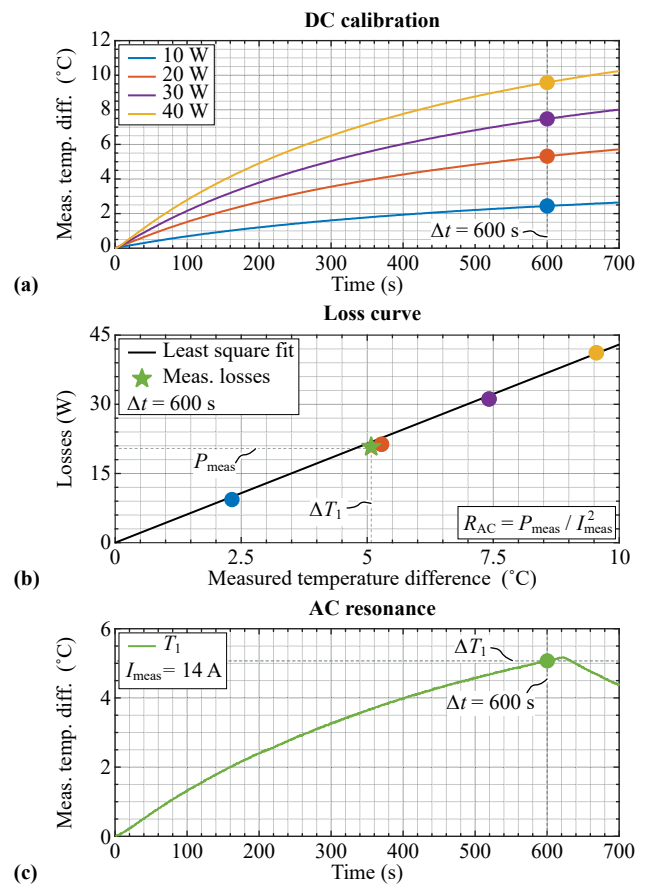 DC calibration
12
10
8
6
4
2
0
Meas. temp. diff. (˚C)
10 W
20 W
30 W
40 W
Δt = 600 s
0 100 200 300 400 500 600 700
Time (s)
(a)
Loss curve
45
30
15
0
Losses (W)
Least square fit
Meas. losses
Δt = 600 s
P_meas
ΔT_1
R_AC = P_meas / I²_meas
0 2.5 5 7.5 10
Measured temperature difference (˚C)
(b)
AC resonance
6
4
2
0
Meas. temp. diff. (˚C)
T_1
I_meas= 14 A
ΔT_1
Δt = 600 s
0 100 200 300 400 500 600 700
Time (s)
(c)